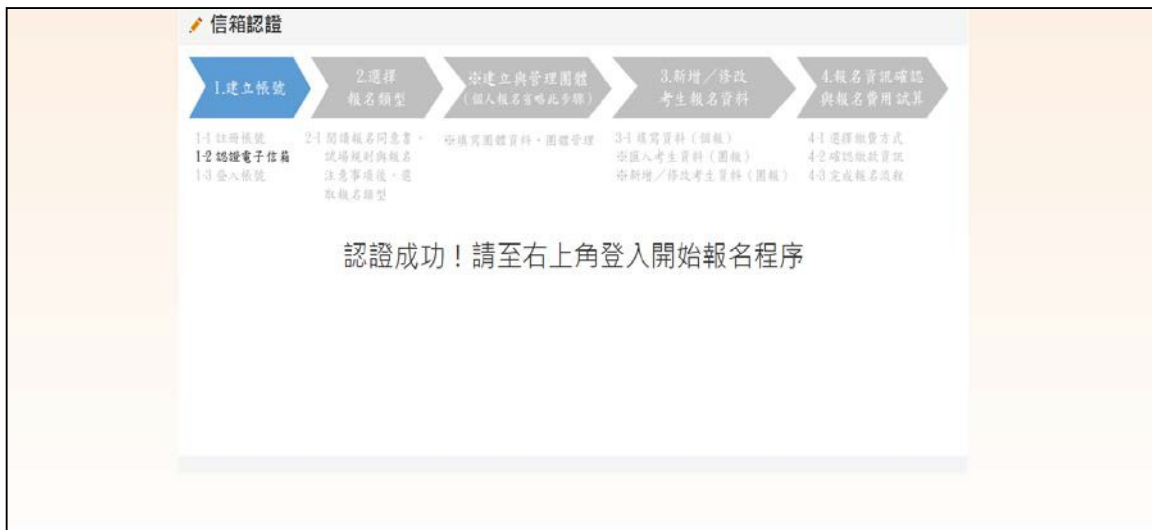 信箱認證
1.建立帳號
2.選擇
報名類型
※建立與管理團體
(個人報名省略此步驟)
3.新增／修改
考生報名資料
4.報名資訊確認
與報名費用試算
1-1 註冊帳號
1-2 認證電子信箱
1-3 登入帳號
2-1 閱讀報名同意書、
試場規則與報名
注意事項後，選
取報名類型
※填寫團體資料、團體管理
3-1 填寫資料（個報）
※匯入考生資料（團報）
※新增／修改考生資料（團報）
4-1 選擇繳費方式
4-2 確認繳款資訊
4-3 完成報名流程
認證成功！請至右上角登入開始報名程序